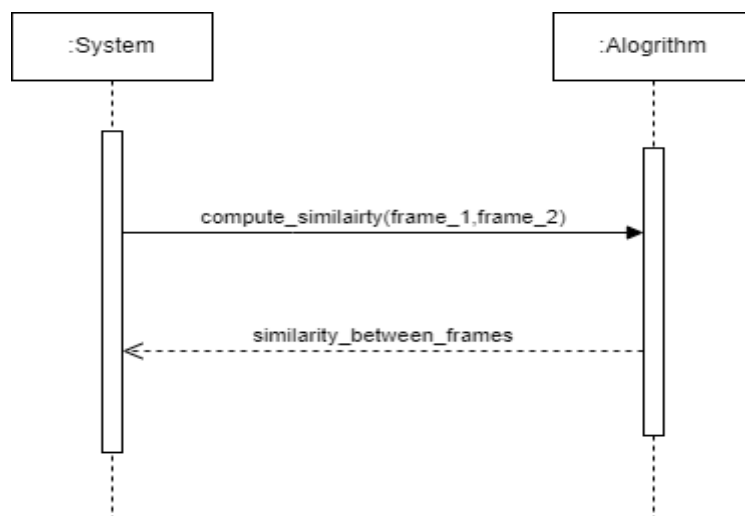 :System
:Alogrithm
compute_similairty(frame_1,frame_2)
similarity_between_frames